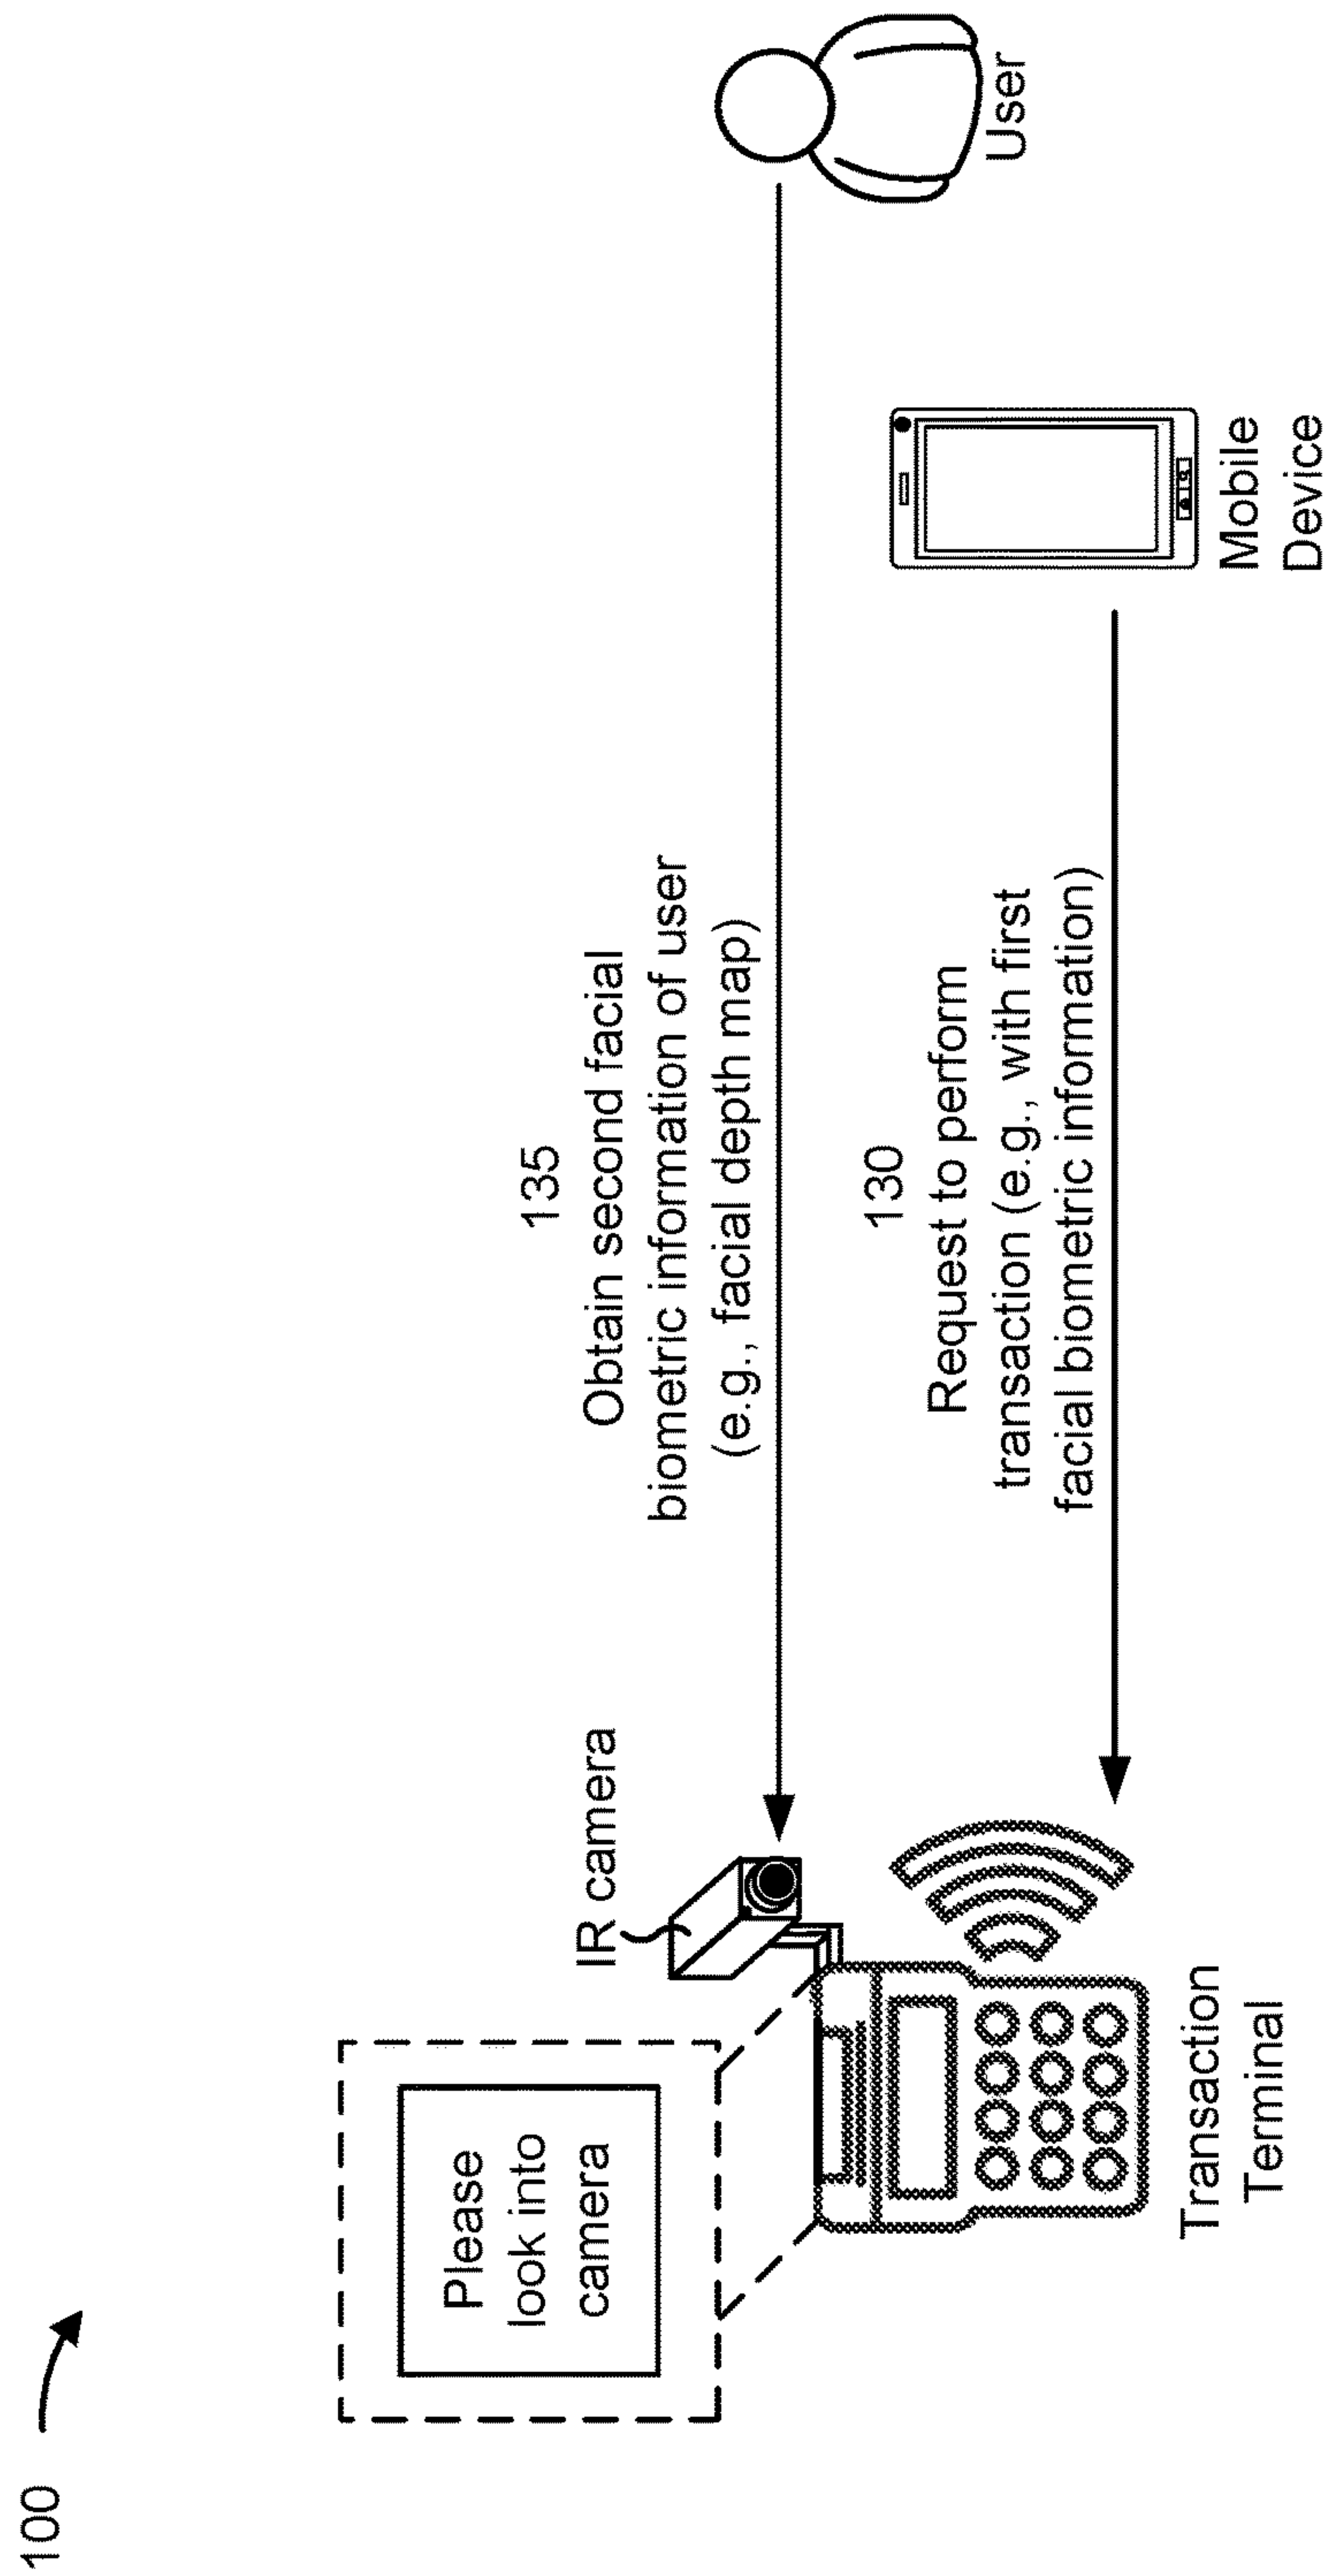 100
Please
look into
camera
IR camera
135
Obtain second facial
biometric information of user
(e.g., facial depth map)
User
130
Request to perform
transaction (e.g., with first
facial biometric information)
Transaction
Terminal
Mobile
Device